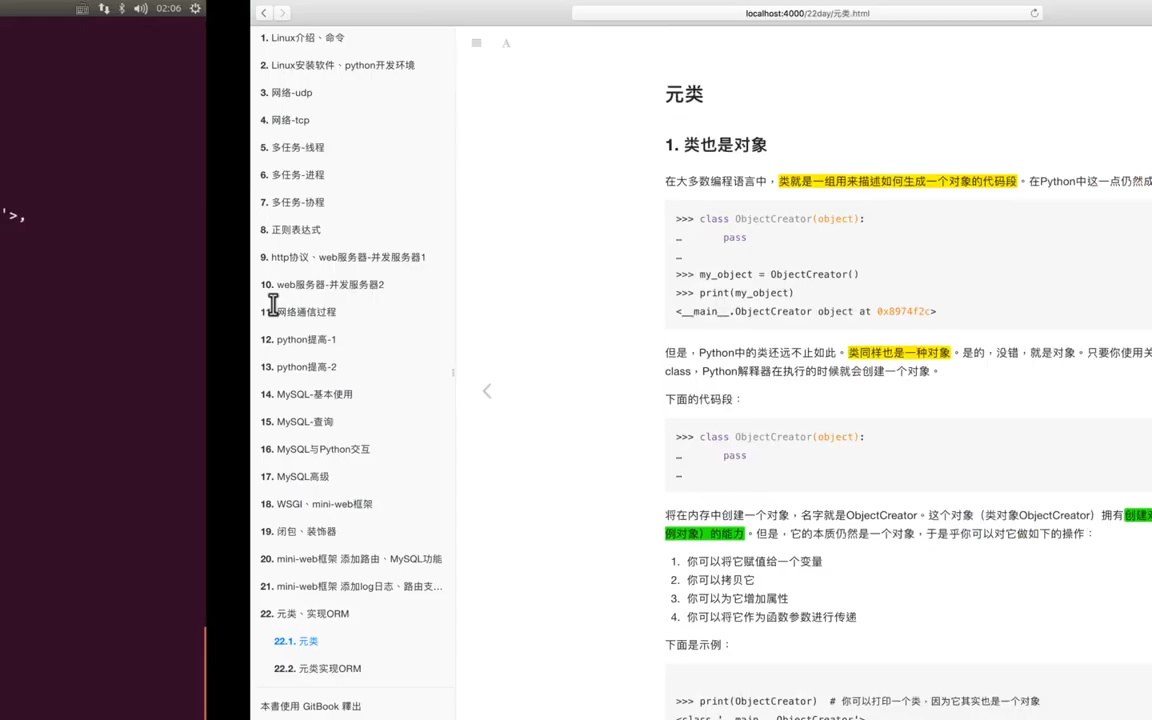 02:06
'>,
localhost:4000/22day/元类.html
1. Linux介绍、命令
2. Linux安装软件、python开发环境
3. 网络-udp
4. 网络-tcp
5. 多任务-线程
6. 多任务-进程
7. 多任务-协程
8. 正则表达式
9. http协议、web服务器-并发服务器1
10. web服务器-并发服务器2
11. 网络通信过程
12. python提高-1
13. python提高-2
14. MySQL-基本使用
15. MySQL-查询
16. MySQL与Python交互
17. MySQL高级
18. WSGI、mini-web框架
19. 闭包、装饰器
20. mini-web框架 添加路由、MySQL功能
21. mini-web框架 添加log日志、路由支...
22. 元类、实现ORM
22.1. 元类
22.2. 元类实现ORM
本書使用 GitBook 釋出
A
元类
1. 类也是对象
在大多数编程语言中，类就是一组用来描述如何生成一个对象的代码段。在Python中这一点仍然成
>>> class ObjectCreator(object):
… pass
…
>>> my_object = ObjectCreator()
>>> print(my_object)
<__main__.ObjectCreator object at 0x8974f2c>
但是，Python中的类还远不止如此。类同样也是一种对象。是的，没错，就是对象。只要你使用关
class，Python解释器在执行的时候就会创建一个对象。
下面的代码段：
>>> class ObjectCreator(object):
… pass
…
将在内存中创建一个对象，名字就是ObjectCreator。这个对象（类对象ObjectCreator）拥有创建对
例对象）的能力。但是，它的本质仍然是一个对象，于是乎你可以对它做如下的操作：
1. 你可以将它赋值给一个变量
2. 你可以拷贝它
3. 你可以为它增加属性
4. 你可以将它作为函数参数进行传递
下面是示例：
>>> print(ObjectCreator) # 你可以打印一个类，因为它其实也是一个对象
<class '__main__.ObjectCreator'>